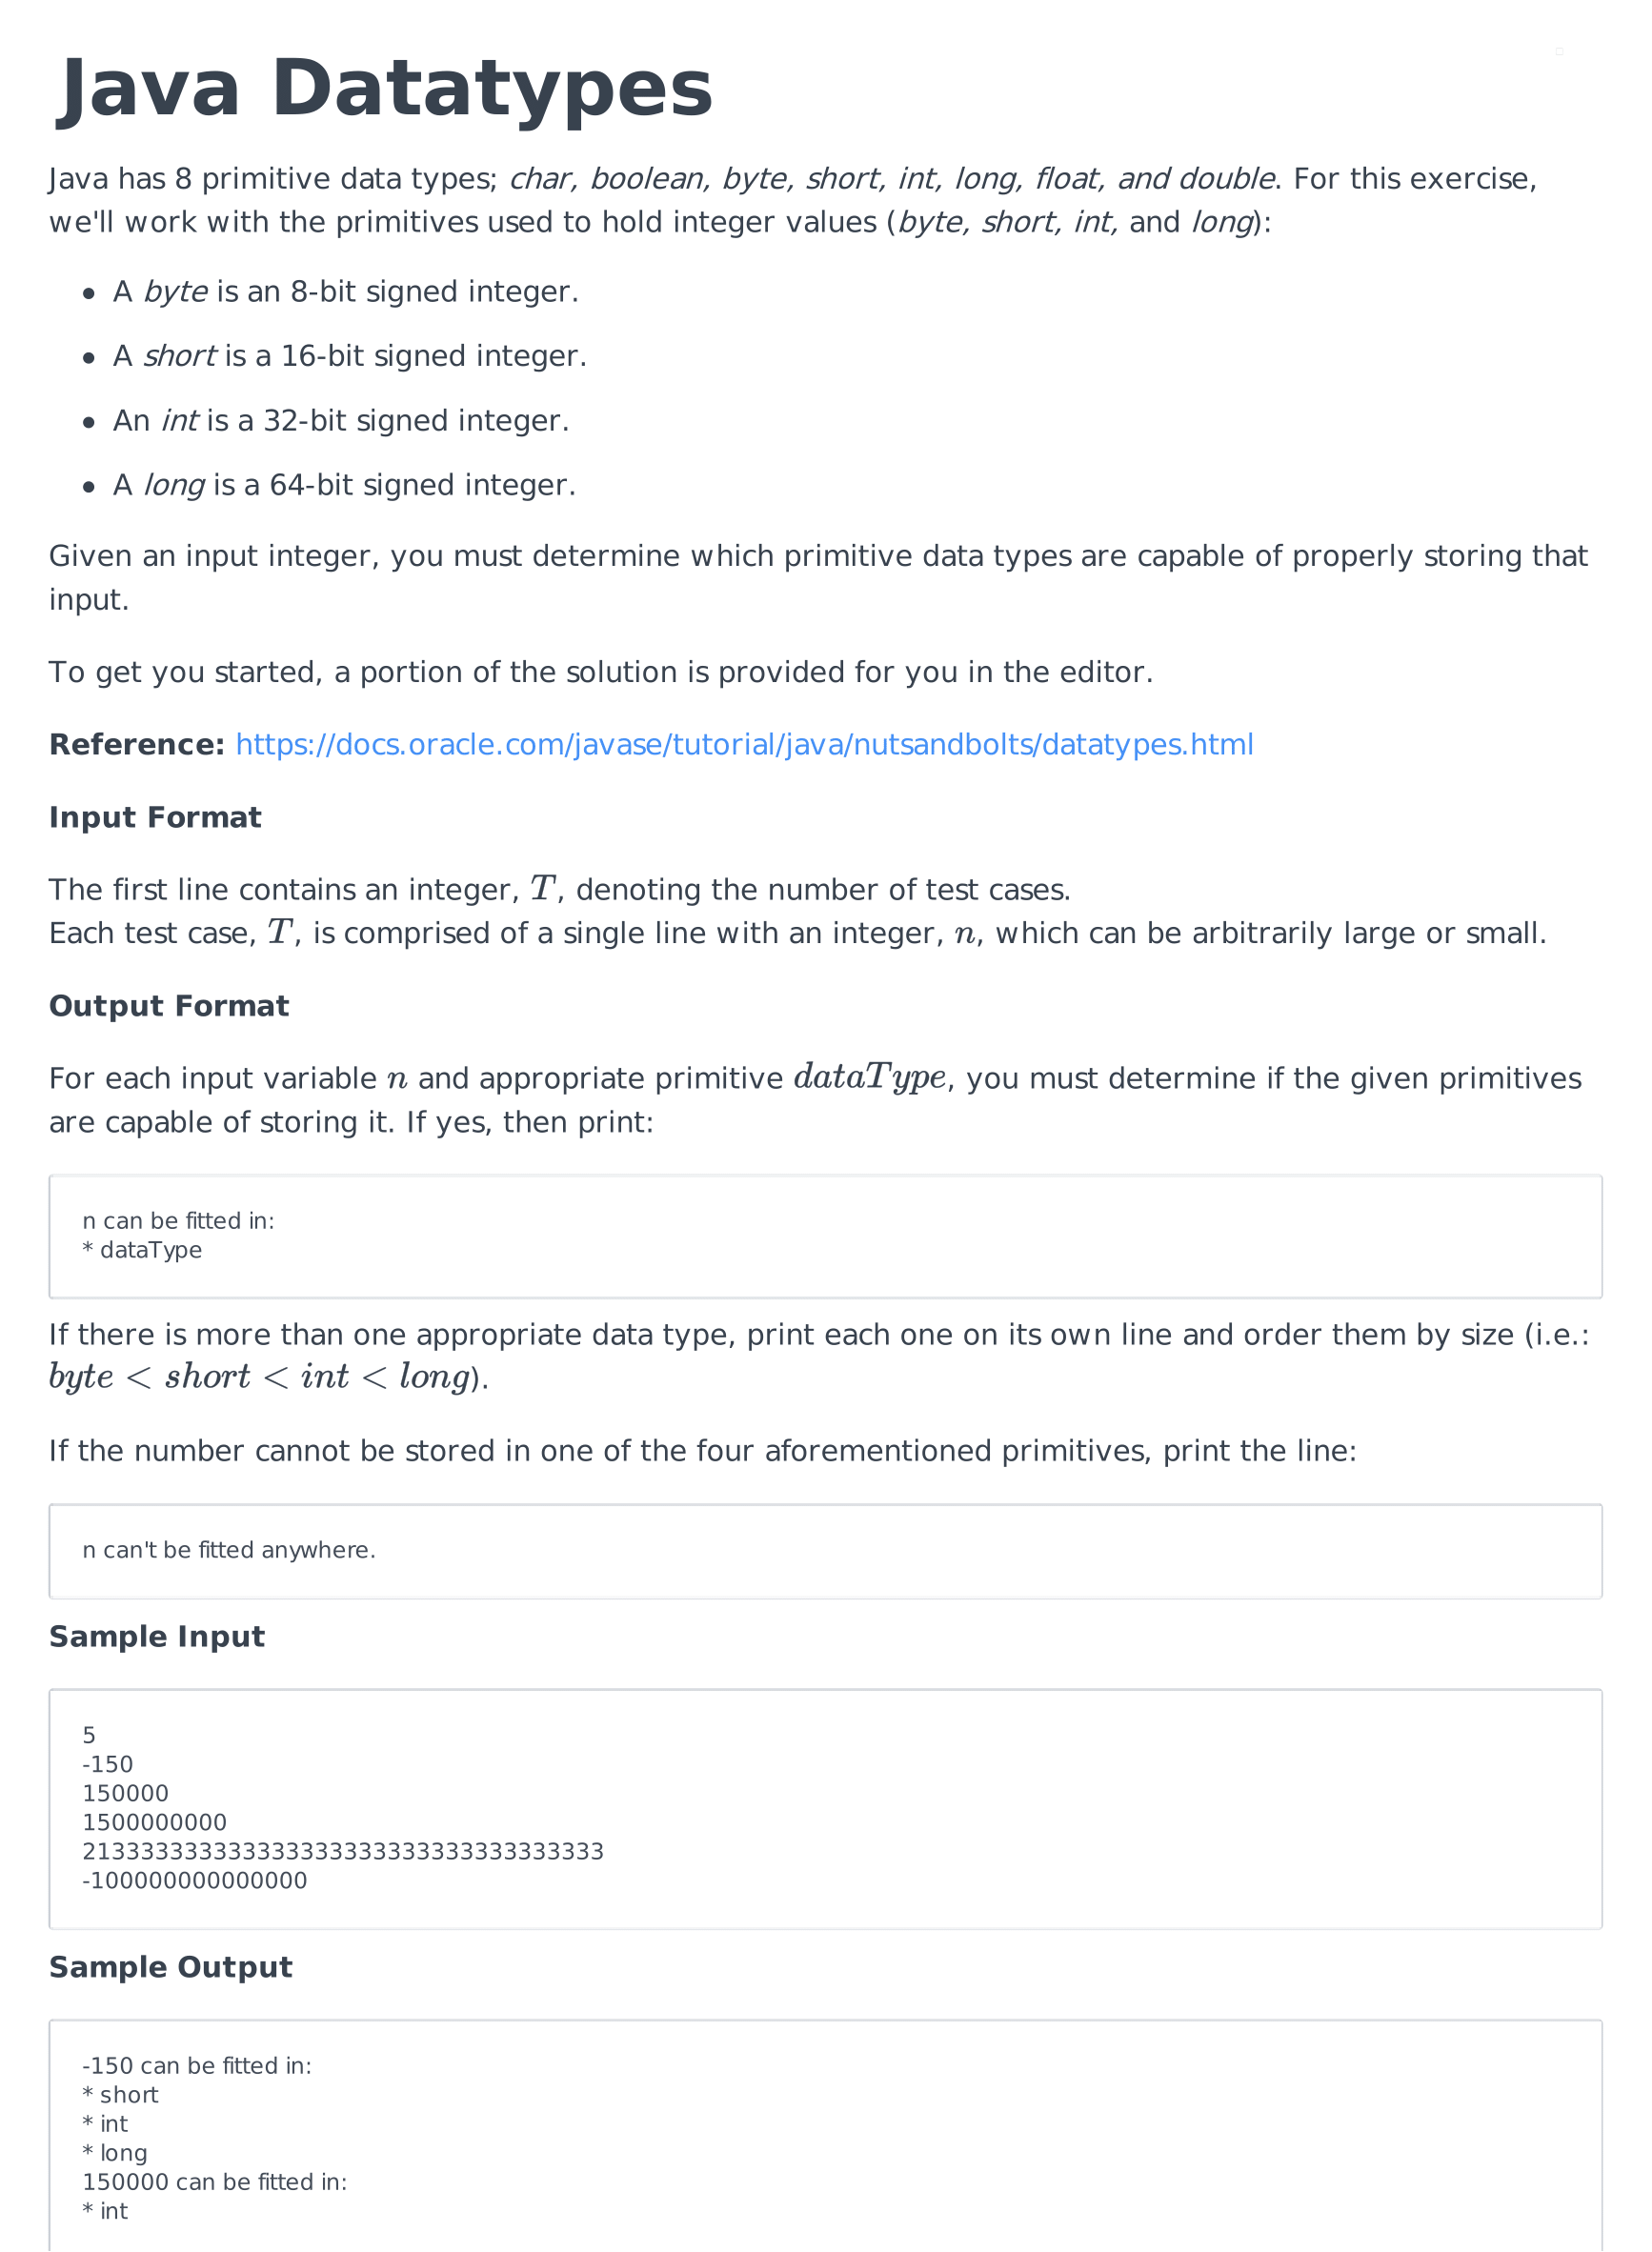 Java Datatypes
Java has 8 primitive data types; char, boolean, byte, short, int, long, float, and double. For this exercise,
we'll work with the primitives used to hold integer values (byte, short, int, and long):
• A byte is an 8-bit signed integer.
• A short is a 16-bit signed integer.
• An int is a 32-bit signed integer.
• A long is a 64-bit signed integer.
Given an input integer, you must determine which primitive data types are capable of properly storing that
input.
To get you started, a portion of the solution is provided for you in the editor.
Reference: https://docs.oracle.com/javase/tutorial/java/nutsandbolts/datatypes.html
Input Format
The first line contains an integer, T, denoting the number of test cases.
Each test case, T, is comprised of a single line with an integer, n, which can be arbitrarily large or small.
Output Format
For each input variable n and appropriate primitive dataType, you must determine if the given primitives
are capable of storing it. If yes, then print:
n can be fitted in:
* dataType
If there is more than one appropriate data type, print each one on its own line and order them by size (i.e.:
byte < short < int < long).
If the number cannot be stored in one of the four aforementioned primitives, print the line:
n can't be fitted anywhere.
Sample Input
5
-150
150000
1500000000
213333333333333333333333333333333333
-100000000000000
Sample Output
-150 can be fitted in:
* short
* int
* long
150000 can be fitted in:
* int